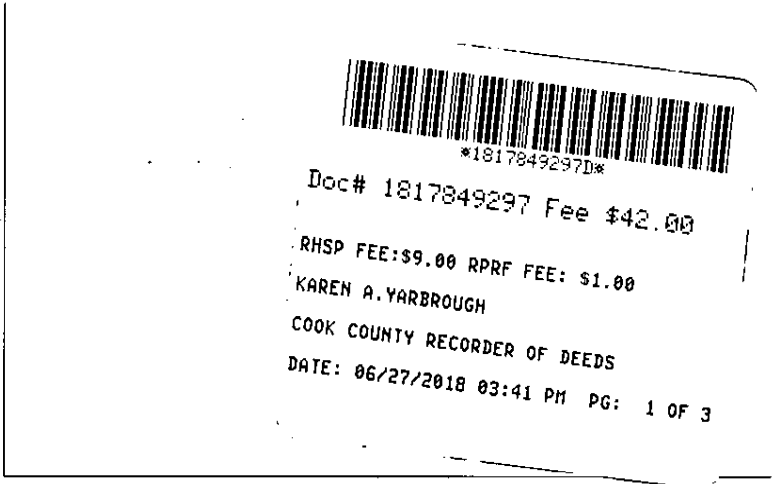 *1817849297D*
Doc# 1817849297 Fee $42.00
RHSP FEE:$9.00 RPRF FEE: $1.00
KAREN A.YARBROUGH
COOK COUNTY RECORDER OF DEEDS
DATE: 06/27/2018 03:41 PM PG: 1 OF 3